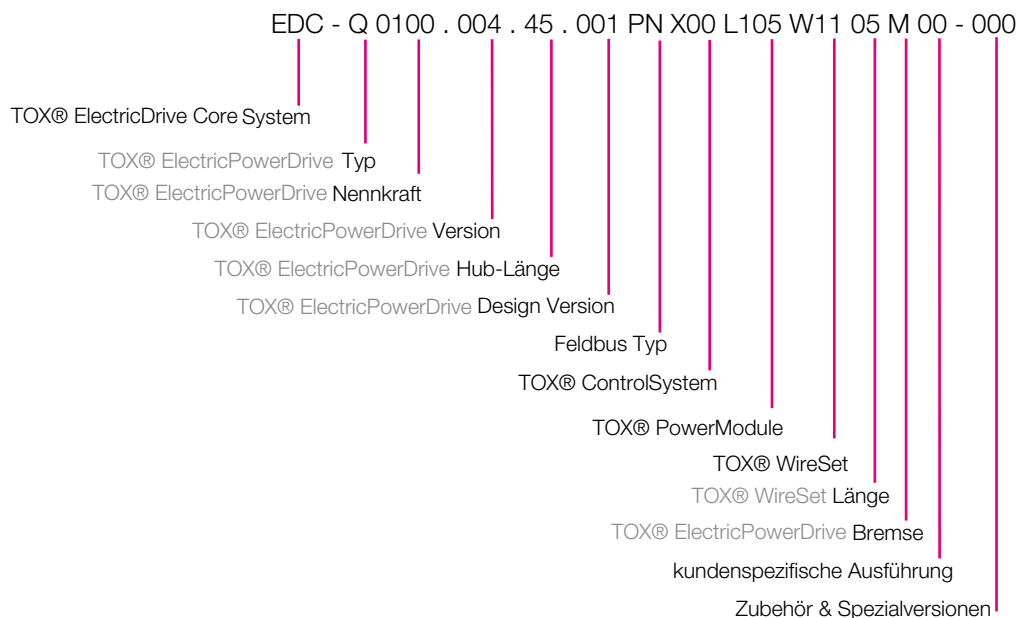 EDC - Q 0100 . 004 . 45 . 001 PN X00 L105 W11 05 M 00 - 000
TOX® ElectricDrive Core System
TOX® ElectricPowerDrive Typ
TOX® ElectricPowerDrive Nennkraft
TOX® ElectricPowerDrive Version
TOX® ElectricPowerDrive Hub-Länge
TOX® ElectricPowerDrive Design Version
Feldbus Typ
TOX® ControlSystem
TOX® PowerModule
TOX® WireSet
TOX® WireSet Länge
TOX® ElectricPowerDrive Bremse
kundenspezifische Ausführung
Zubehör & Spezialversionen